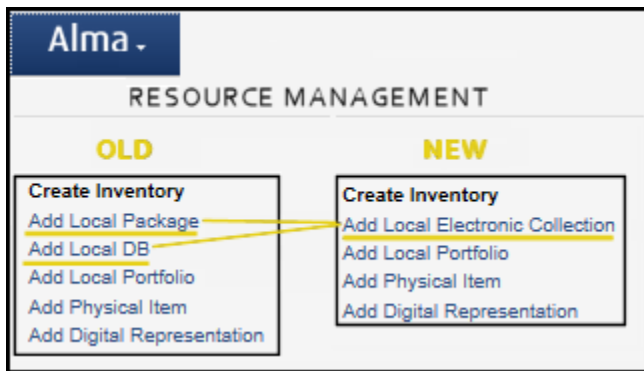 Alma
RESOURCE MANAGEMENT
OLD
Create Inventory
Add Local Package
Add Local DB
Add Local Portfolio
Add Physical Item
Add Digital Representation
NEW
Create Inventory
Add Local Electronic Collection
Add Local Portfolio
Add Physical Item
Add Digital Representation